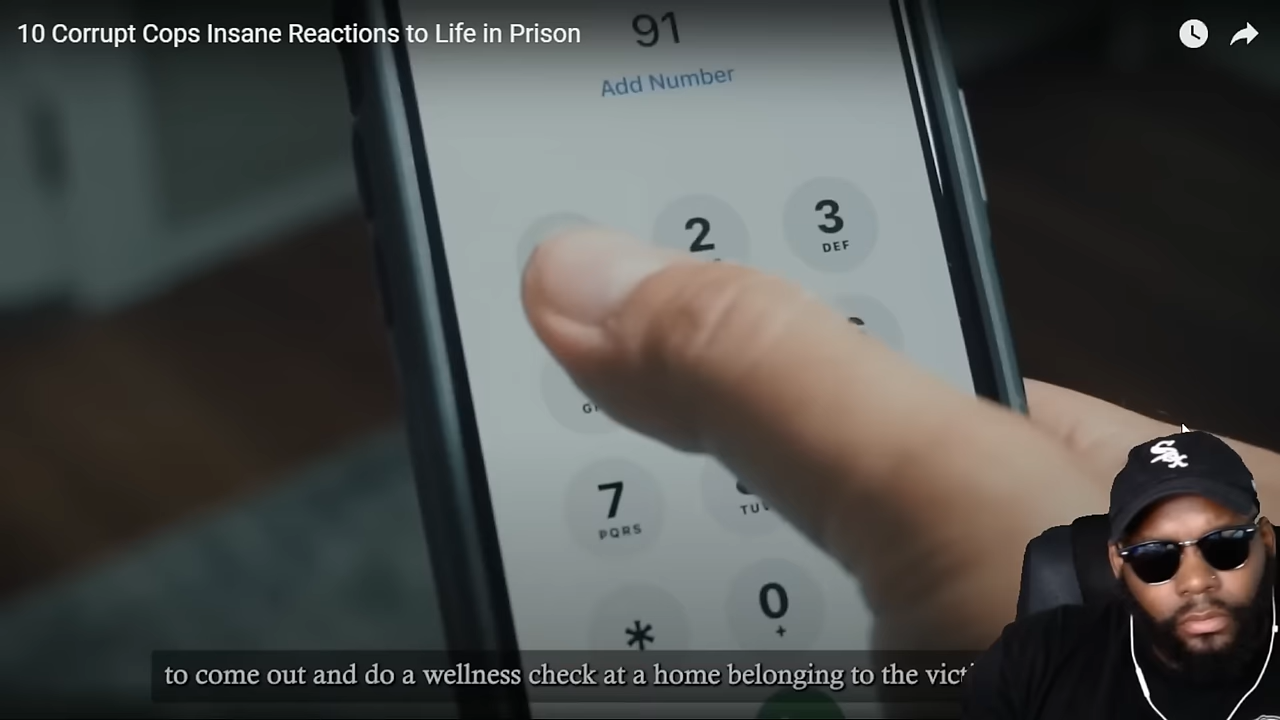 10 Corrupt Cops Insane Reactions to Life in Prison
91
Add Number
2
3
DEF
7
PQRS
0
+
*
to come out and do a wellness check at a home belonging to the
Sox